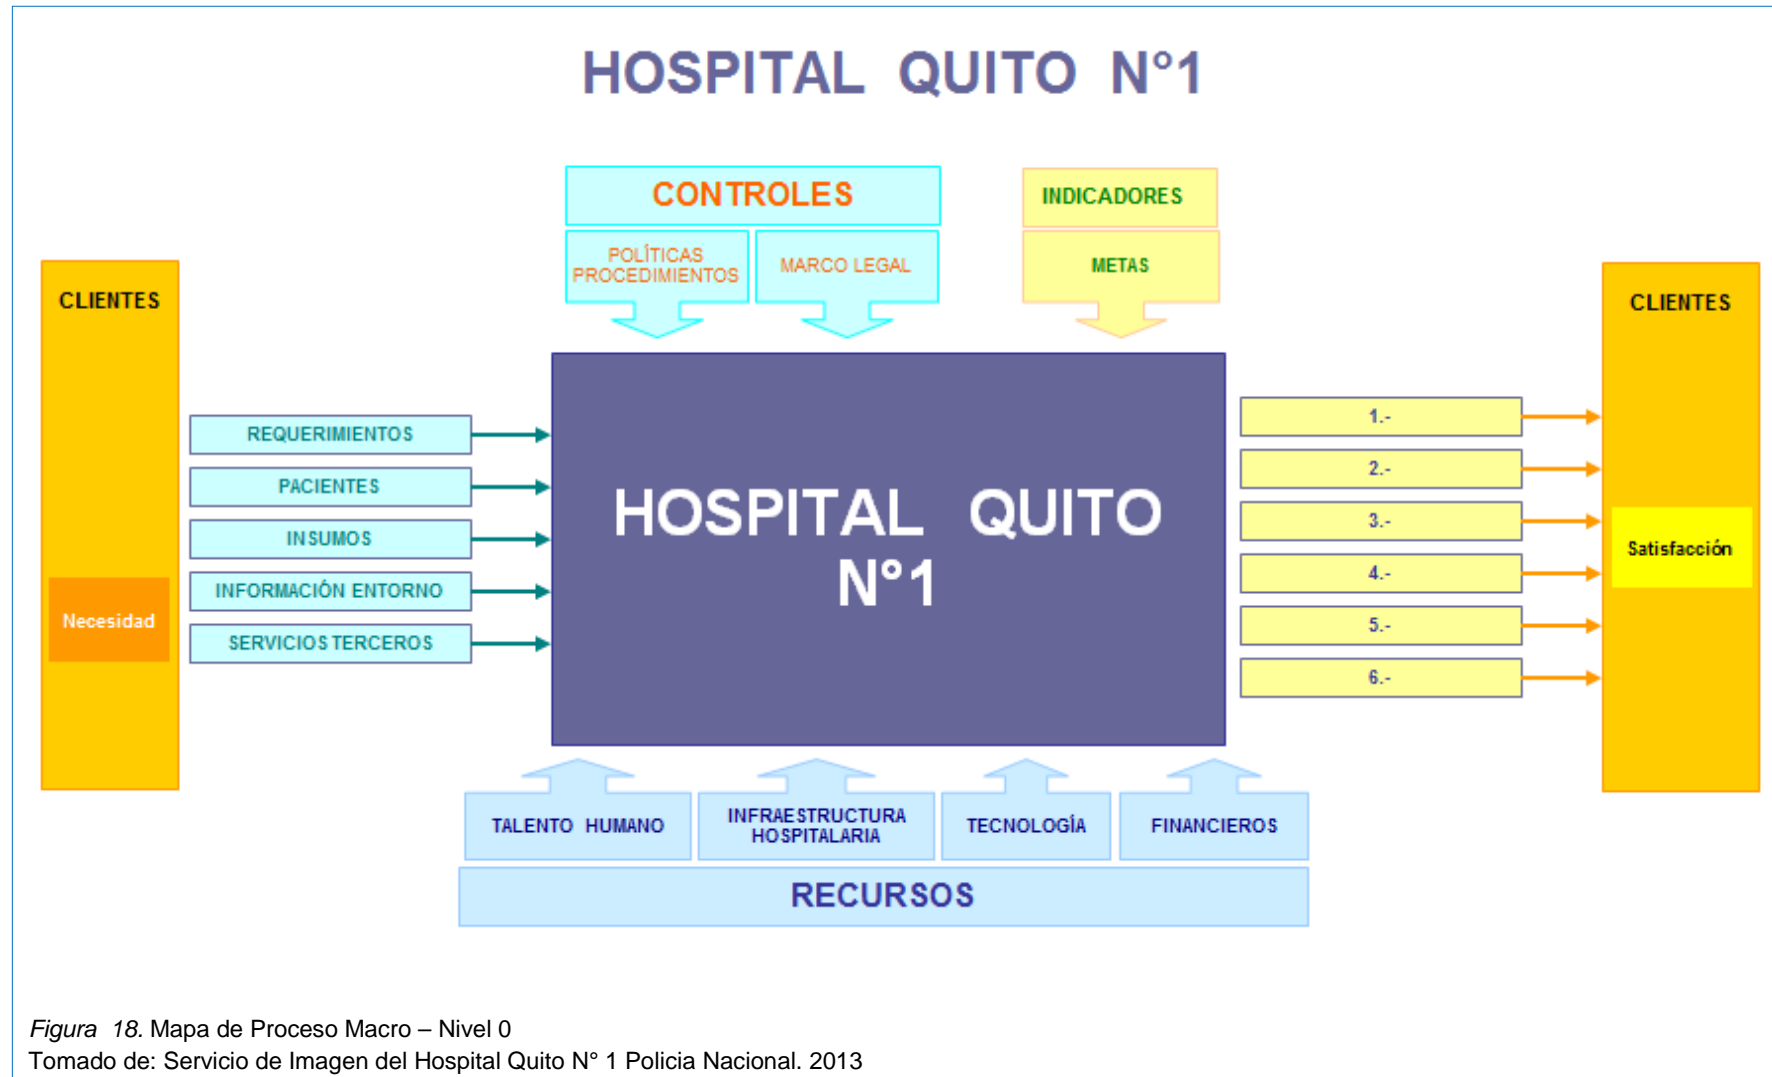 HOSPITAL QUITO N°1
CONTROLES
INDICADORES
POLÍTICAS
PROCEDIMIENTOS
MARCO LEGAL
METAS
CLIENTES
Necesidad
REQUERIMIENTOS
PACIENTES
INSUMOS
INFORMACIÓN ENTORNO
SERVICIOS TERCEROS
HOSPITAL QUITO
N°1
1.-
2.-
3.-
4.-
5.-
6.-
CLIENTES
Satisfacción
TALENTO HUMANO
INFRAESTRUCTURA
HOSPITALARIA
TECNOLOGÍA
FINANCIEROS
RECURSOS
Figura 18. Mapa de Proceso Macro – Nivel 0
Tomado de: Servicio de Imagen del Hospital Quito N° 1 Policia Nacional. 2013